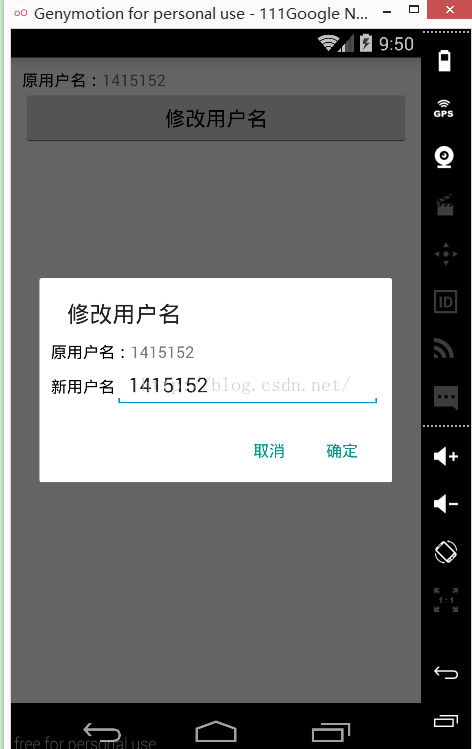 Genymotion for personal use - 111Google N...
9:50
原用户名：1415152
修改用户名
GPS
ID
修改用户名
原用户名：1415152
新用户名 1415152
blog.csdn.net/
取消 确定
1:1
free for personal use